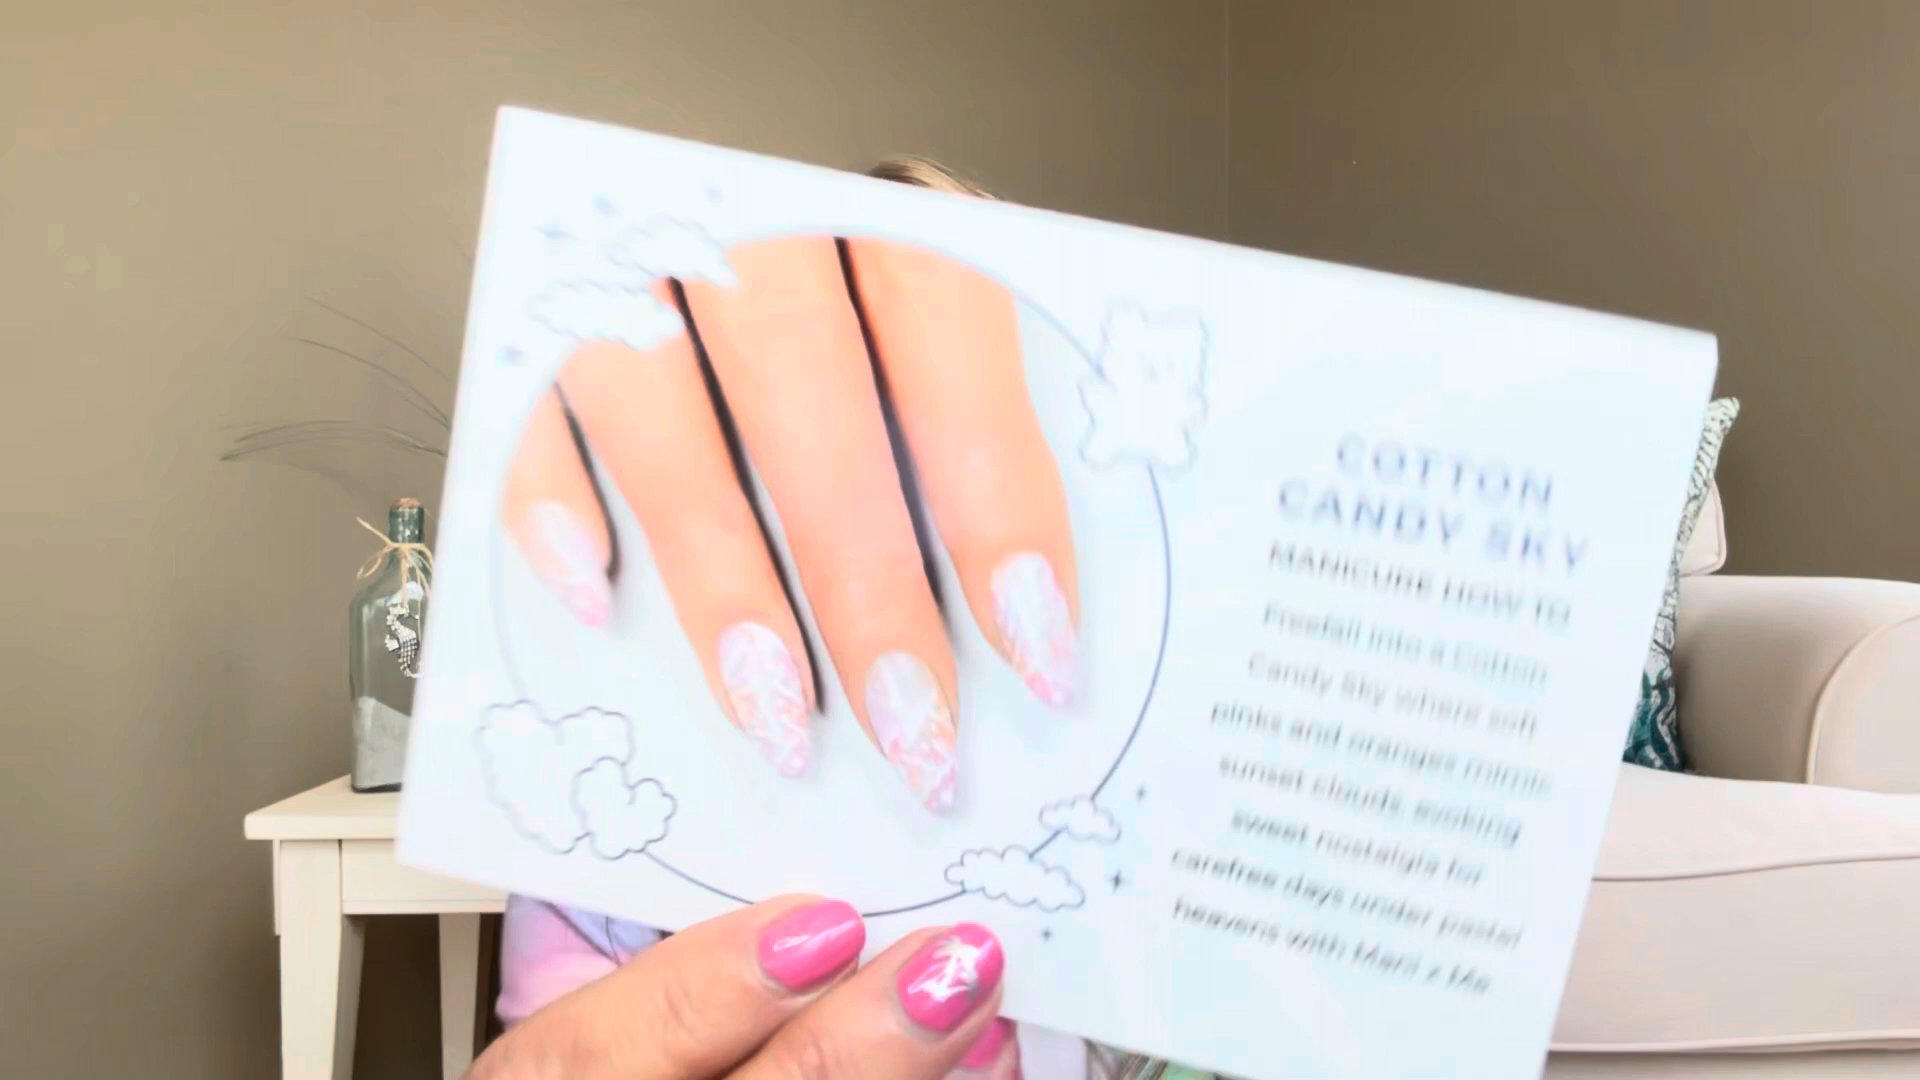 COTTON
CANDY SKY
MANICURE HOW TO
Freefall into a Cotton
Candy Sky where soft
pinks and oranges mimic
sunset clouds, evoking
sweet nostalgia for
carefree days under pastel
heavens with Mani x Me